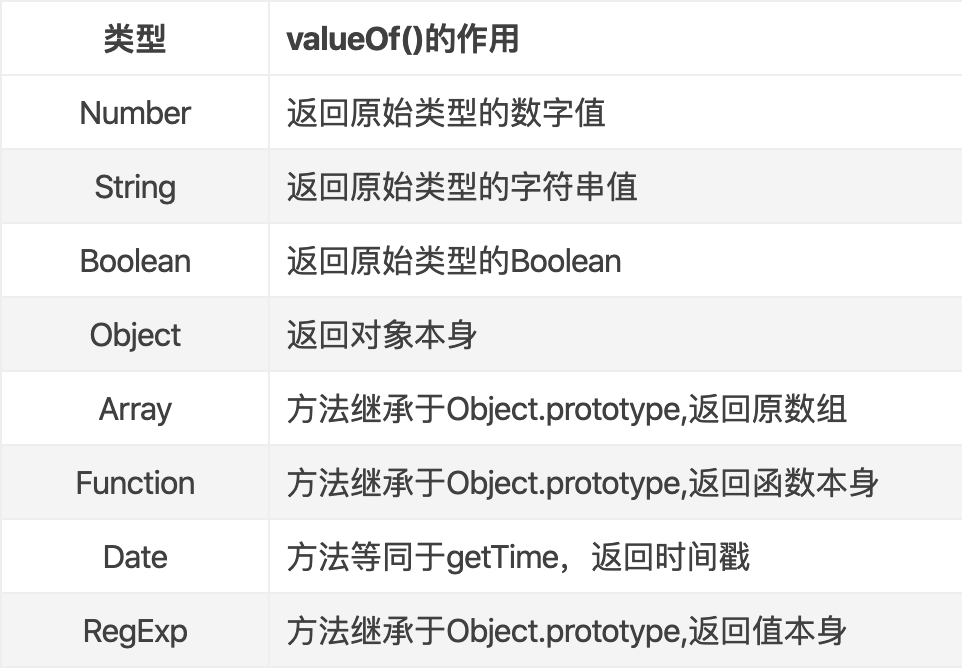 类型 valueOf()的作用
Number 返回原始类型的数字值
String 返回原始类型的字符串值
Boolean 返回原始类型的Boolean
Object 返回对象本身
Array 方法继承于Object.prototype,返回原数组
Function 方法继承于Object.prototype,返回函数本身
Date 方法等同于getTime，返回时间戳
RegExp 方法继承于Object.prototype,返回值本身